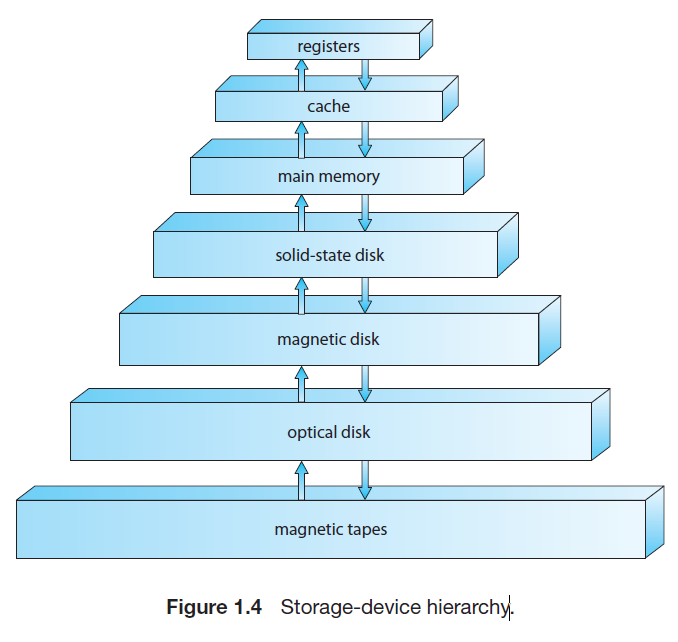 registers
cache
main memory
solid-state disk
magnetic disk
optical disk
magnetic tapes
Figure 1.4 Storage-device hierarchy.